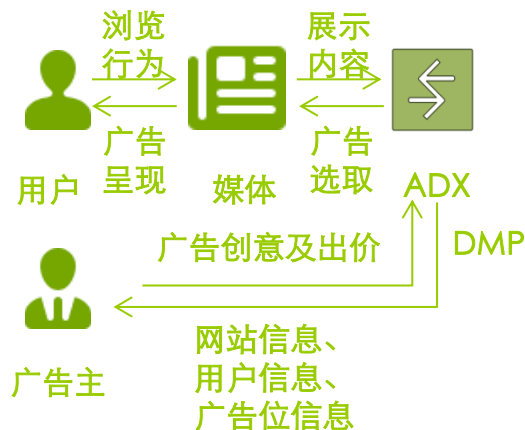 浏览
行为
展示
内容
广告
呈现
广告
选取
用户
媒体
ADX
广告创意及出价
DMP
网站信息、
用户信息、
广告位信息
广告主